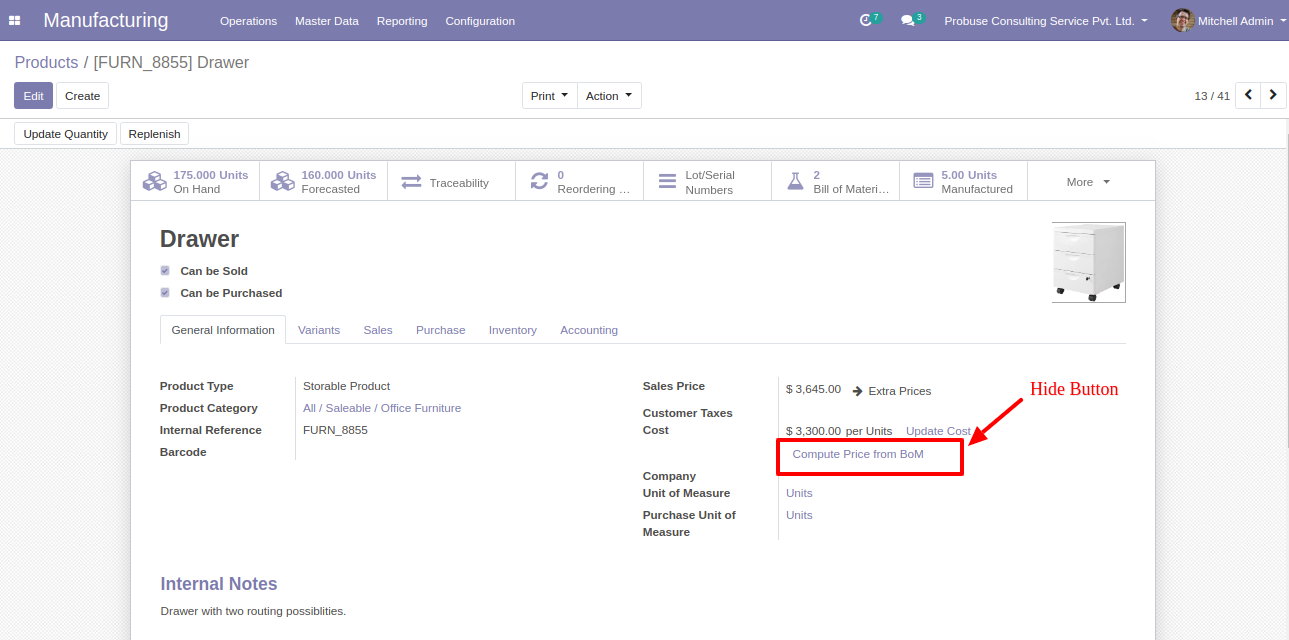 Manufacturing Operations Master Data Reporting Configuration 7 3 Probuse Consulting Service Pvt. Ltd. Mitchell Admin
Products / [FURN_8855] Drawer
Edit Create Print Action 13 / 41
Update Quantity Replenish
175.000 Units
On Hand
160.000 Units
Forecasted
Traceability
0
Reordering ...
Lot/Serial
Numbers
2
Bill of Materi...
5.00 Units
Manufactured
More
Drawer
Can be Sold
Can be Purchased
General Information Variants Sales Purchase Inventory Accounting
Product Type Storable Product
Product Category All / Saleable / Office Furniture
Internal Reference FURN_8855
Barcode
Sales Price $ 3,645.00 Extra Prices
Customer Taxes
Cost $ 3,300.00 per Units Update Cost
Compute Price from BoM
Hide Button
Company
Unit of Measure Units
Purchase Unit of Units
Measure
Internal Notes
Drawer with two routing possiblities.